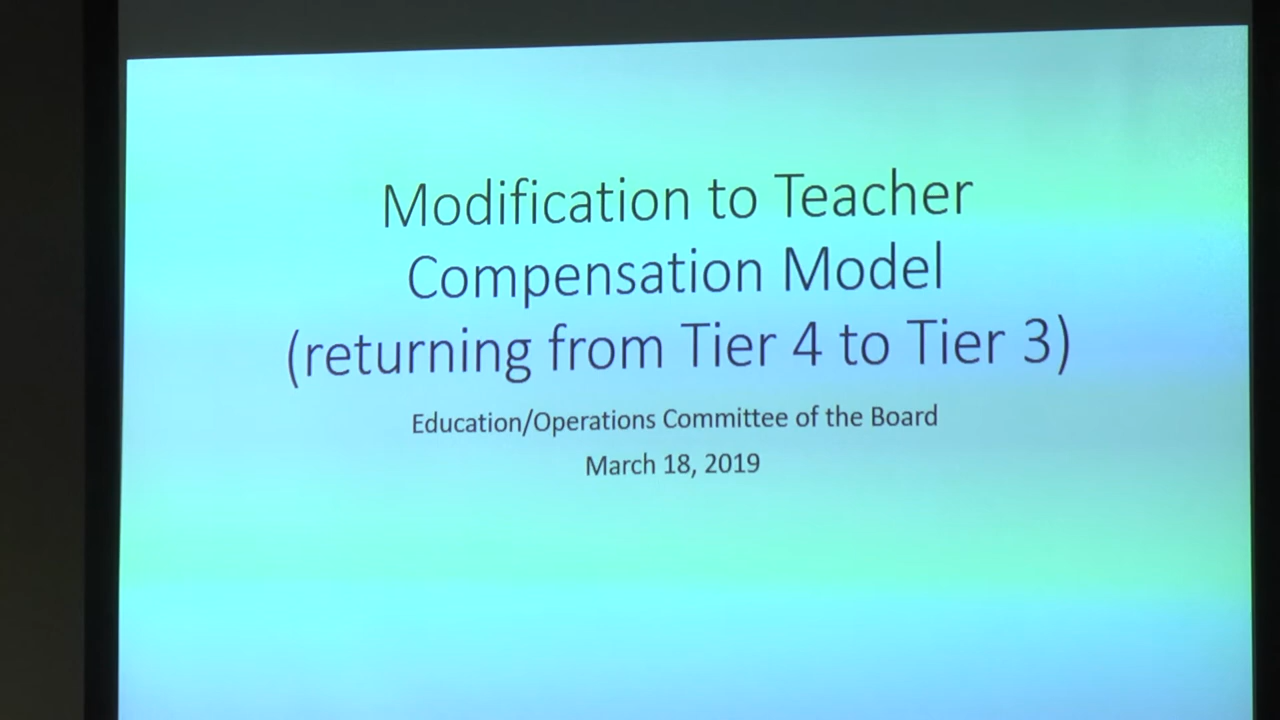 Modification to Teacher
Compensation Model
(returning from Tier 4 to Tier 3)
Education/Operations Committee of the Board
March 18, 2019